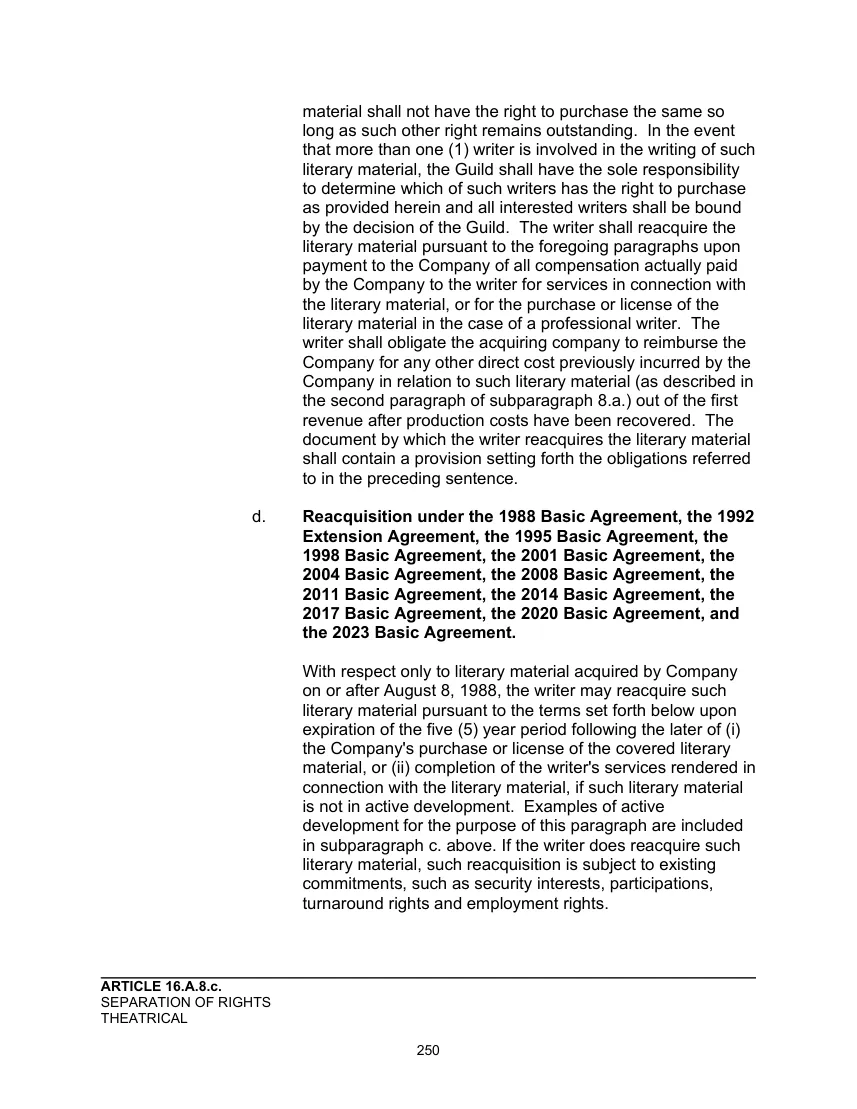 material shall not have the right to purchase the same so
long as such other right remains outstanding.  In the event
that more than one (1) writer is involved in the writing of such
literary material, the Guild shall have the sole responsibility
to determine which of such writers has the right to purchase
as provided herein and all interested writers shall be bound
by the decision of the Guild.  The writer shall reacquire the
literary material pursuant to the foregoing paragraphs upon
payment to the Company of all compensation actually paid
by the Company to the writer for services in connection with
the literary material, or for the purchase or license of the
literary material in the case of a professional writer.  The
writer shall obligate the acquiring company to reimburse the
Company for any other direct cost previously incurred by the
Company in relation to such literary material (as described in
the second paragraph of subparagraph 8.a.) out of the first
revenue after production costs have been recovered.  The
document by which the writer reacquires the literary material
shall contain a provision setting forth the obligations referred
to in the preceding sentence.
d. Reacquisition under the 1988 Basic Agreement, the 1992
Extension Agreement, the 1995 Basic Agreement, the
1998 Basic Agreement, the 2001 Basic Agreement, the
2004 Basic Agreement, the 2008 Basic Agreement, the
2011 Basic Agreement, the 2014 Basic Agreement, the
2017 Basic Agreement, the 2020 Basic Agreement, and
the 2023 Basic Agreement.
With respect only to literary material acquired by Company
on or after August 8, 1988, the writer may reacquire such
literary material pursuant to the terms set forth below upon
expiration of the five (5) year period following the later of (i)
the Company's purchase or license of the covered literary
material, or (ii) completion of the writer's services rendered in
connection with the literary material, if such literary material
is not in active development.  Examples of active
development for the purpose of this paragraph are included
in subparagraph c. above. If the writer does reacquire such
literary material, such reacquisition is subject to existing
commitments, such as security interests, participations,
turnaround rights and employment rights.
ARTICLE 16.A.8.c.
SEPARATION OF RIGHTS
THEATRICAL
250